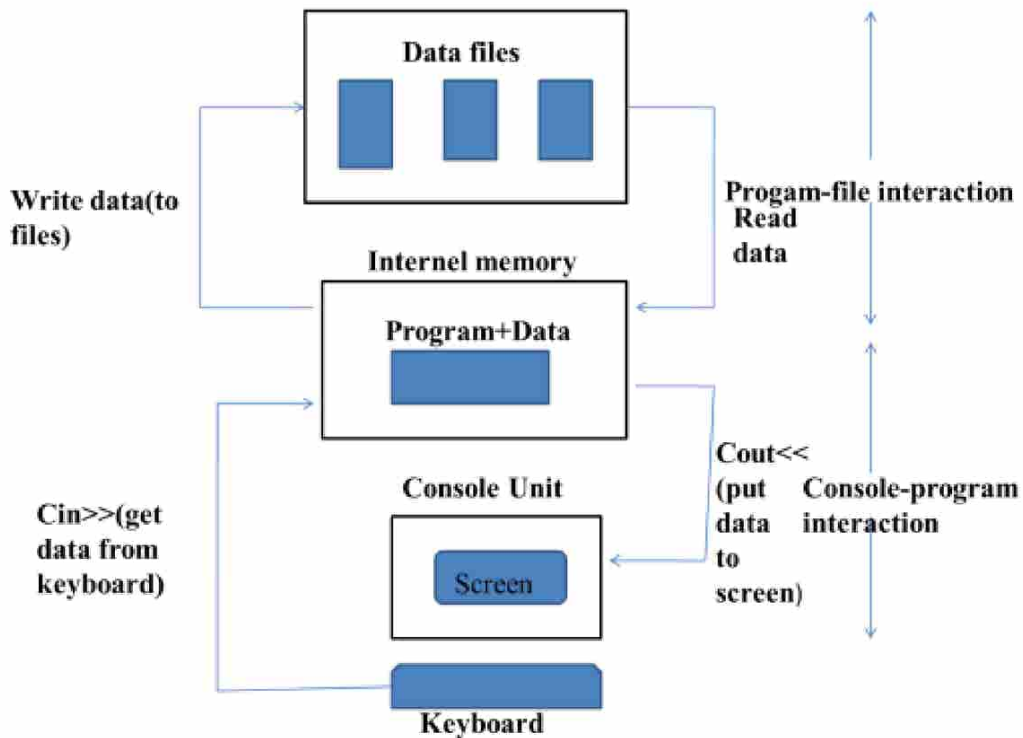 Data files
Write data(to
files)
Progam-file interaction
Read
data
Internel memory
Program+Data
Cout<<
(put
data
to
screen)
Console-program
interaction
Console Unit
Cin>>(get
data from
keyboard)
Screen
Keyboard